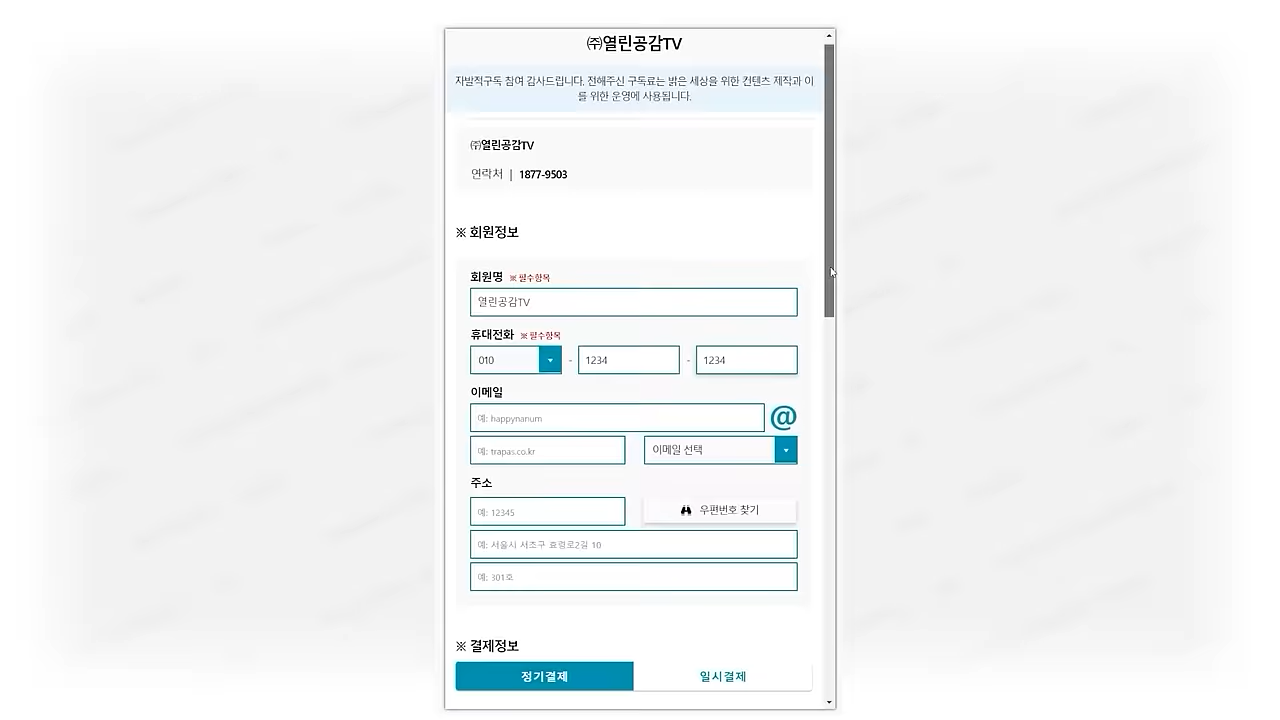 ㈜열린공감TV
자발적구독 참여 감사드립니다. 전해주신 구독료는 밝은 세상을 위한 컨텐츠 제작과 이
를 위한 운영에 사용됩니다.
㈜열린공감TV
연락처 | 1877-9503
※ 회원정보
회원명 ※ 필수항목
열린공감TV
휴대전화 ※ 필수항목
010 - 1234 - 1234
이메일
예: happynanum @
예: trapas.co.kr 이메일 선택
주소
예: 12345 우편번호 찾기
예: 서울시 서초구 효령로2길 10
예: 301호
※ 결제정보
정기결제 일시결제